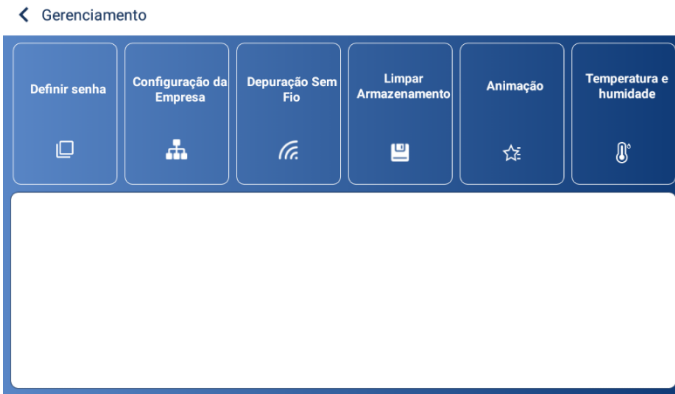 Gerenciamento
Definir senha
Configuração da
Empresa
Depuração Sem
Fio
Limpar
Armazenamento
Animação
Temperatura e
humidade